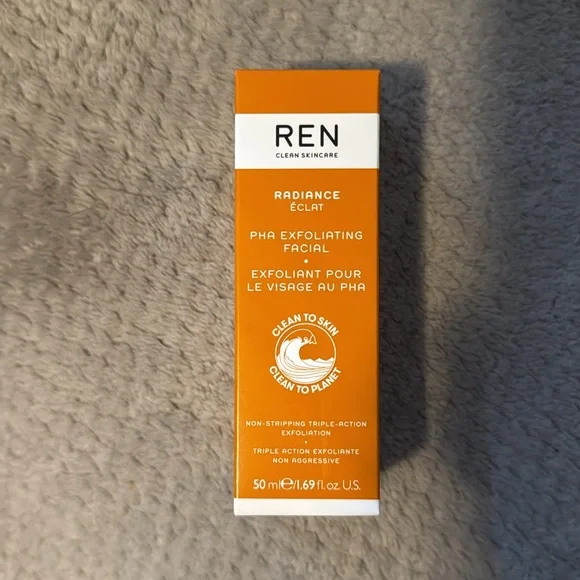 REN
CLEAN SKINCARE
RADIANCE
ÉCLAT
PHA EXFOLIATING
FACIAL
•
EXFOLIANT POUR
LE VISAGE AU PHA
CLEAN TO SKIN
CLEAN TO PLANET
NON-STRIPPING TRIPLE-ACTION
EXFOLIATION
•
TRIPLE ACTION EXFOLIANTE
NON AGGRESSIVE
50 ml℮/1.69 fl. oz. U.S.